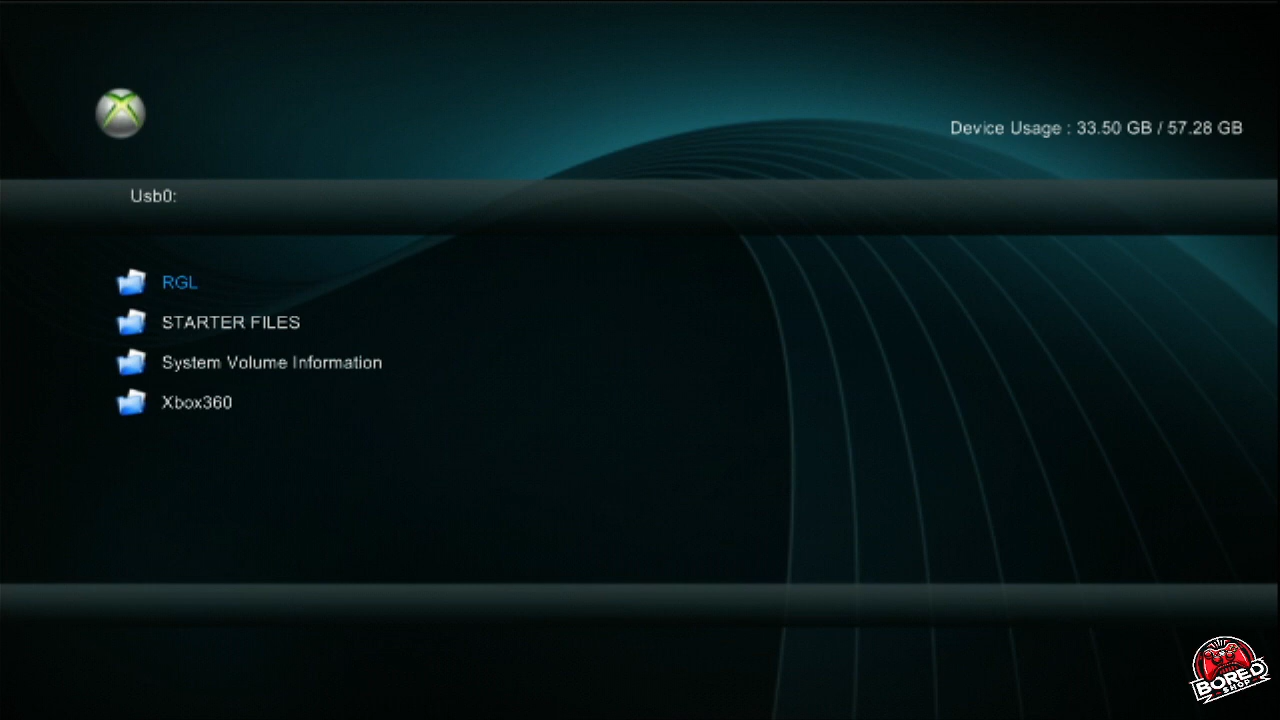 Device Usage : 33.50 GB / 57.28 GB
Usb0:
RGL
STARTER FILES
System Volume Information
Xbox360
BORED
SHOP